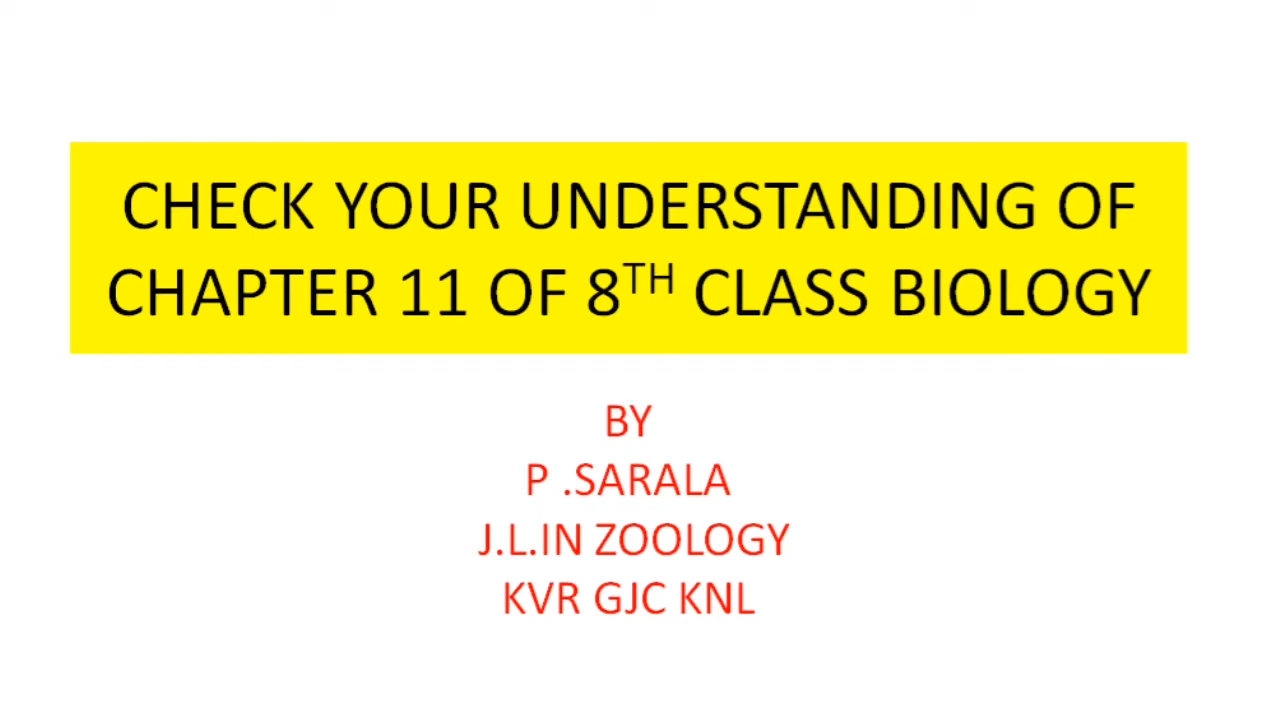 CHECK YOUR UNDERSTANDING OF
CHAPTER 11 OF 8TH CLASS BIOLOGY
BY
P .SARALA
J.L.IN ZOOLOGY
KVR GJC KNL